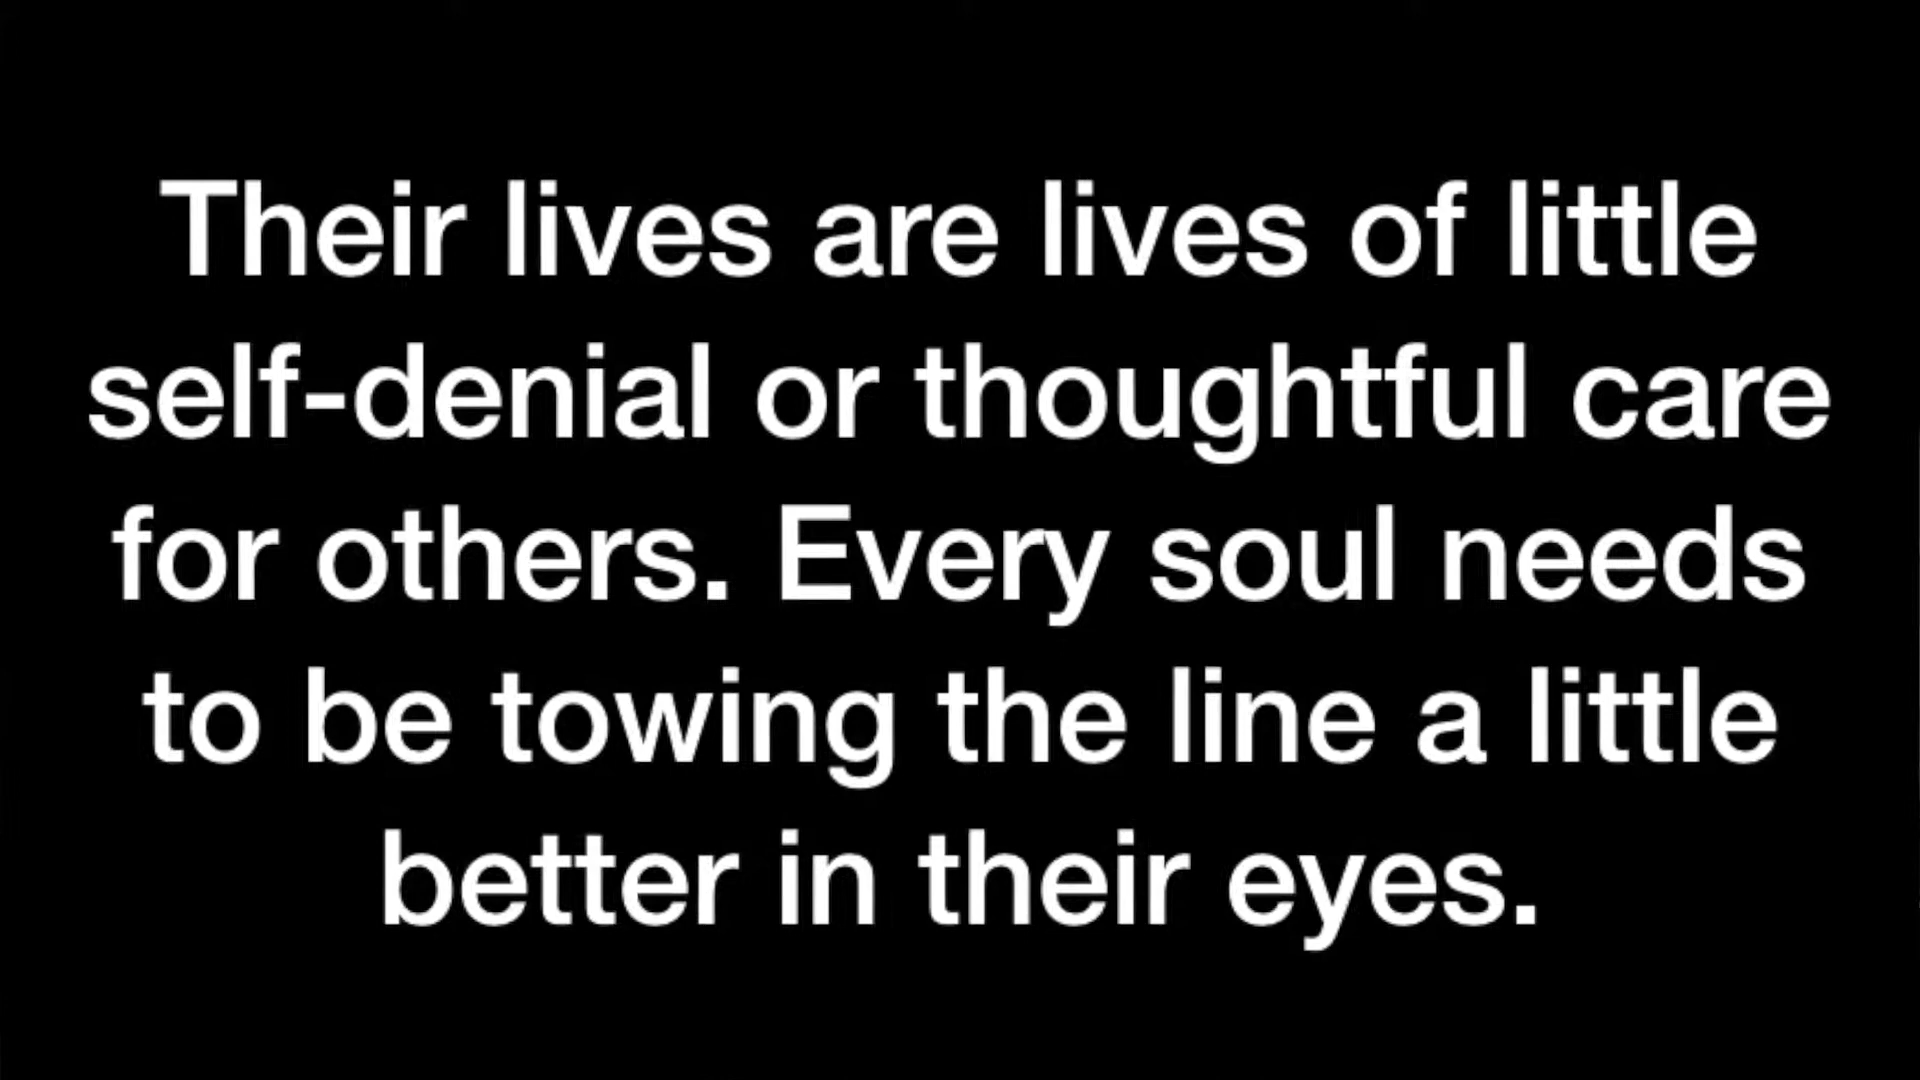 Their lives are lives of little
self-denial or thoughtful care
for others. Every soul needs
to be towing the line a little
better in their eyes.